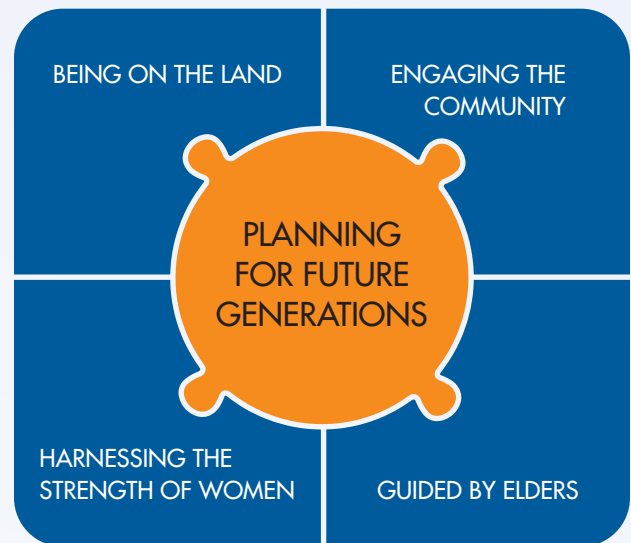 BEING ON THE LAND
ENGAGING THE
COMMUNITY
PLANNING
FOR FUTURE
GENERATIONS
HARNESSING THE
STRENGTH OF WOMEN
GUIDED BY ELDERS